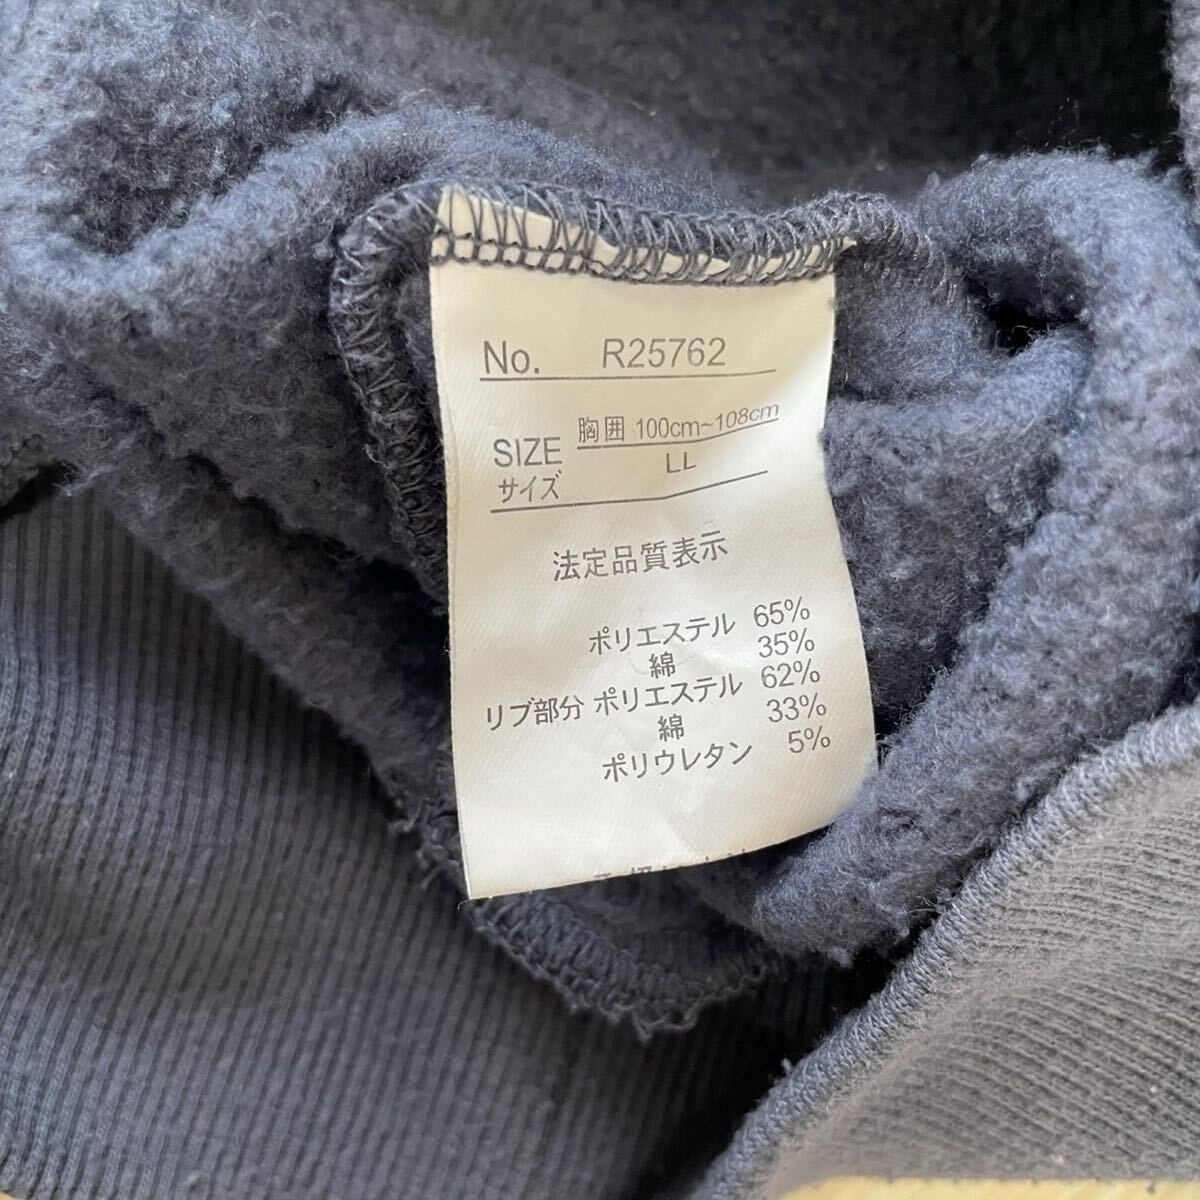 No. R25762
胸囲 100cm~108cm
SIZE LL
サイズ
法定品質表示
ポリエステル 65%
綿 35%
リブ部分 ポリエステル 62%
綿 33%
ポリウレタン 5%